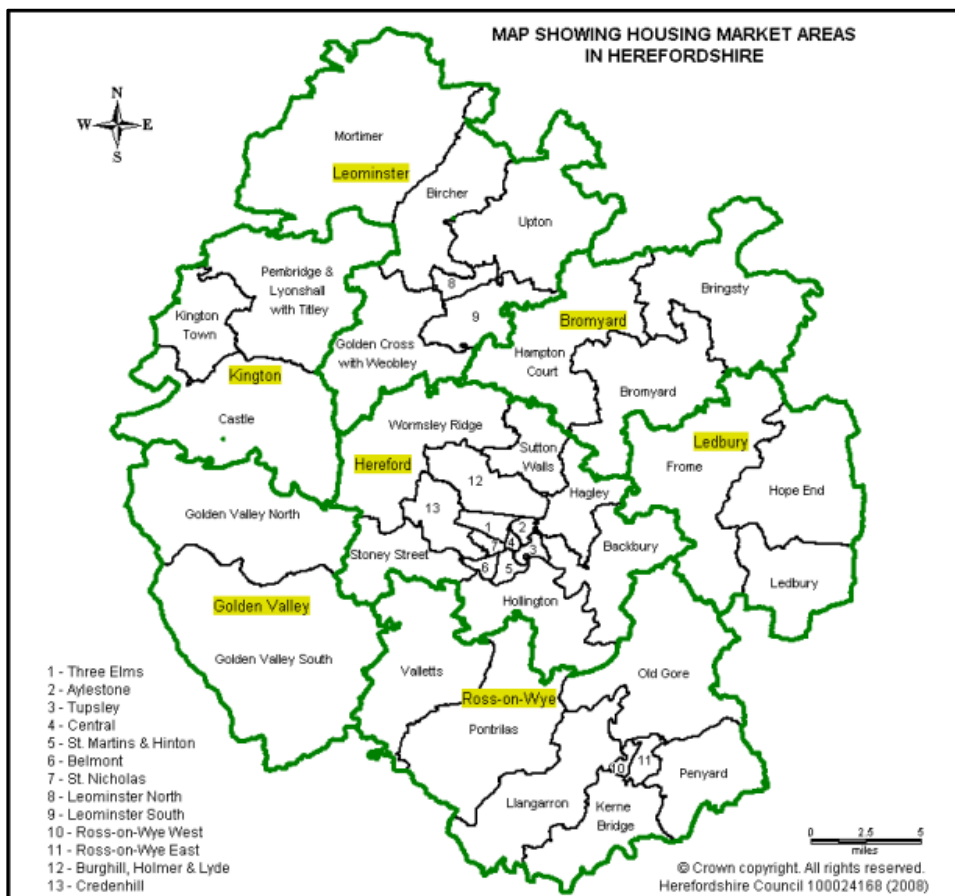 MAP SHOWING HOUSING MARKET AREAS
IN HEREFORDSHIRE
N
W E
S
Mortimer
Leominster
Bircher
Upton
Pembridge &
Lyonshall
with Titley
Kington
Town
8
9
Golden Cross
with Weobley
Bringsty
Bromyard
Hampton
Court
Bromyard
Kington
Castle
Wormsley Ridge
Sutton
Walls
Hereford
12
13
Hagley
Ledbury
Frome
Hope End
Golden Valley North
1
2
4
7
3
6
5
Stoney Street
Backbury
Ledbury
Hollington
Golden Valley
Golden Valley South
Valletts
Old Gore
Ross-on-Wye
Pontrilas
10
11
Penyard
Llangarron
Kerne
Bridge
1 - Three Elms
2 - Aylestone
3 - Tupsley
4 - Central
5 - St. Martins & Hinton
6 - Belmont
7 - St. Nicholas
8 - Leominster North
9 - Leominster South
10 - Ross-on-Wye West
11 - Ross-on-Wye East
12 - Burghill, Holmer & Lyde
13 - Credenhill
0 2.5 5
miles
© Crown copyright. All rights reserved.
Herefordshire Council 100024168 (2008)